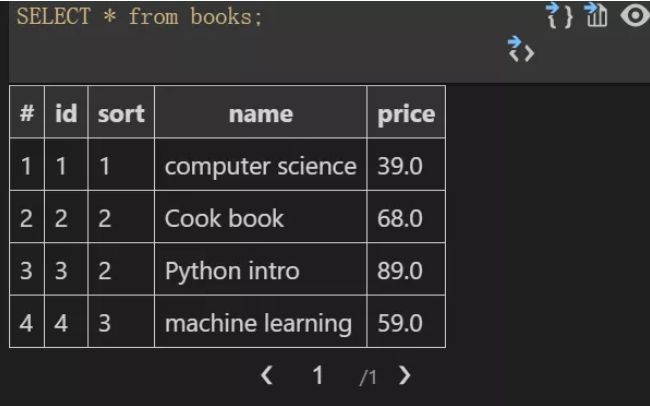 SELECT * from books;
# id sort name price
1 1 1 computer science 39.0
2 2 2 Cook book 68.0
3 3 2 Python intro 89.0
4 4 3 machine learning 59.0
1 /1